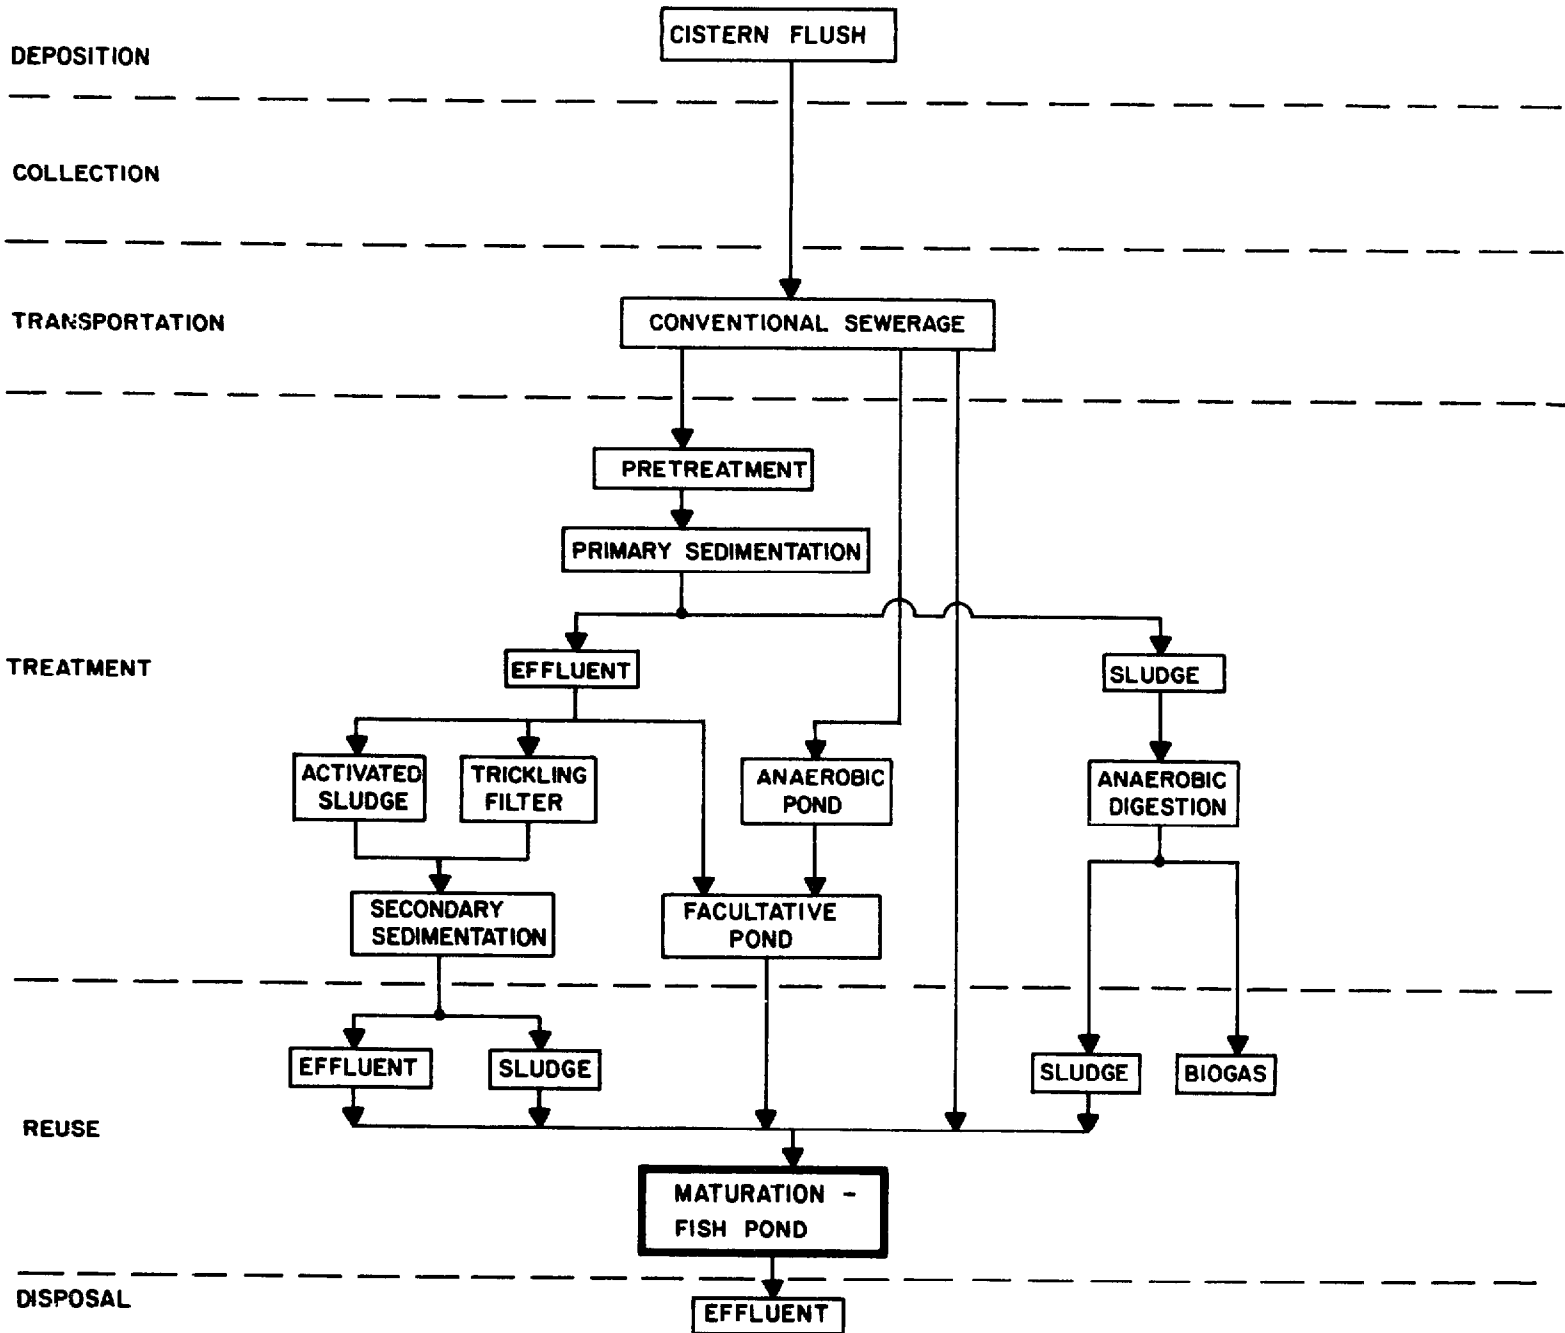 CISTERN FLUSH
DEPOSITION
COLLECTION
TRANSPORTATION
CONVENTIONAL SEWERAGE
PRETREATMENT
PRIMARY SEDIMENTATION
TREATMENT
EFFLUENT
SLUDGE
ACTIVATED
SLUDGE
TRICKLING
FILTER
ANAEROBIC
POND
ANAEROBIC
DIGESTION
SECONDARY
SEDIMENTATION
FACULTATIVE
POND
EFFLUENT
SLUDGE
SLUDGE
BIOGAS
REUSE
MATURATION -
FISH POND
DISPOSAL
EFFLUENT